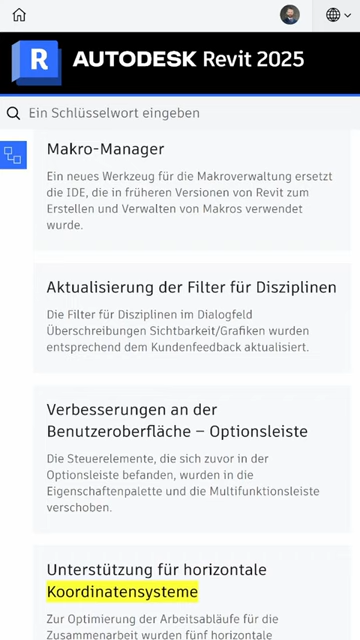 R AUTODESK Revit 2025
Ein Schlüsselwort eingeben
Makro-Manager
Ein neues Werkzeug für die Makroverwaltung ersetzt
die IDE, die in früheren Versionen von Revit zum
Erstellen und Verwalten von Makros verwendet
wurde.
Aktualisierung der Filter für Disziplinen
Die Filter für Disziplinen im Dialogfeld
Überschreibungen Sichtbarkeit/Grafiken wurden
entsprechend dem Kundenfeedback aktualisiert.
Verbesserungen an der
Benutzeroberfläche – Optionsleiste
Die Steuerelemente, die sich zuvor in der
Optionsleiste befanden, wurden in die
Eigenschaftenpalette und die Multifunktionsleiste
verschoben.
Unterstützung für horizontale
Koordinatensysteme
Zur Optimierung der Arbeitsabläufe für die
Zusammenarbeit wurden fünf horizontale